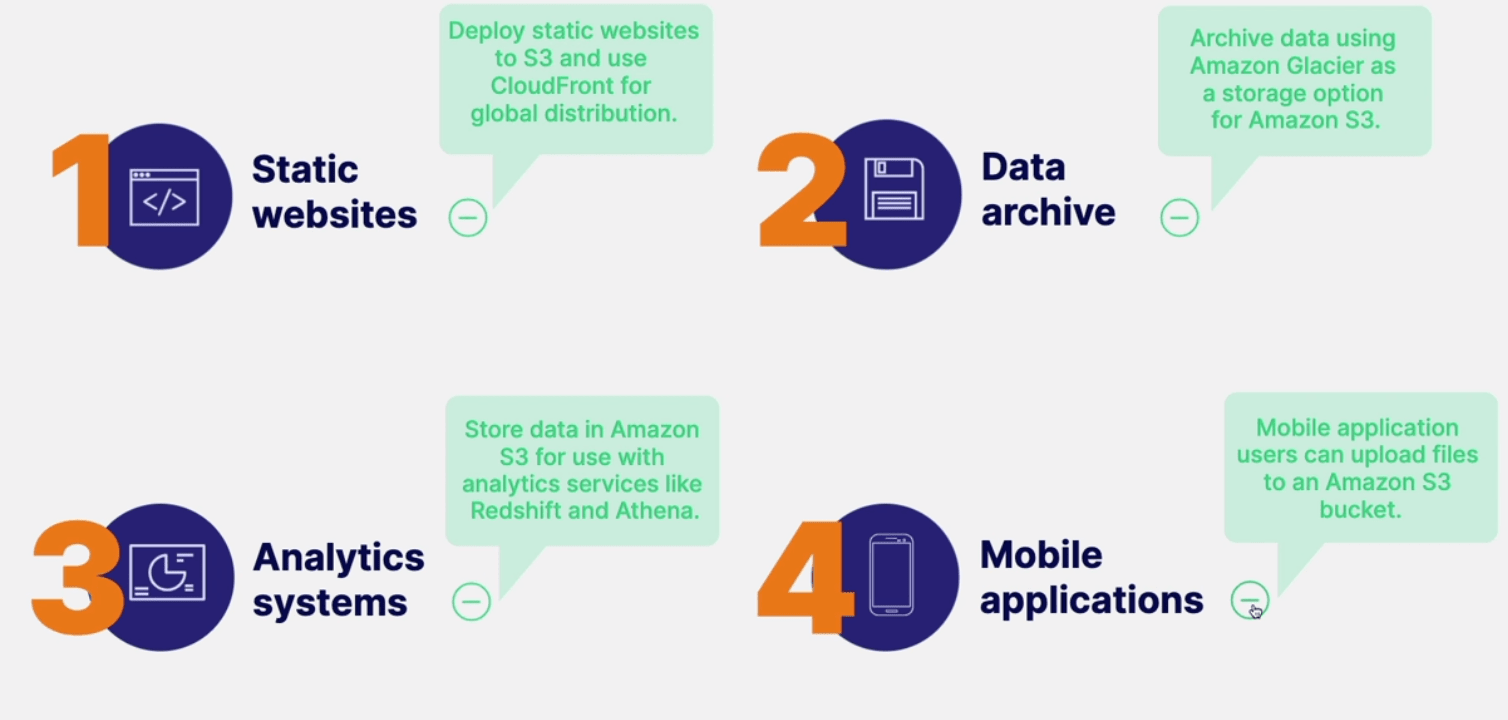 Deploy static websites
to S3 and use
CloudFront for
global distribution.
1
</>
Static
websites
Archive data using
Amazon Glacier as
a storage option
for Amazon S3.
2
Data
archive
Store data in Amazon
S3 for use with
analytics services like
Redshift and Athena.
3
Analytics
systems
Mobile application
users can upload files
to an Amazon S3
bucket.
4
Mobile
applications